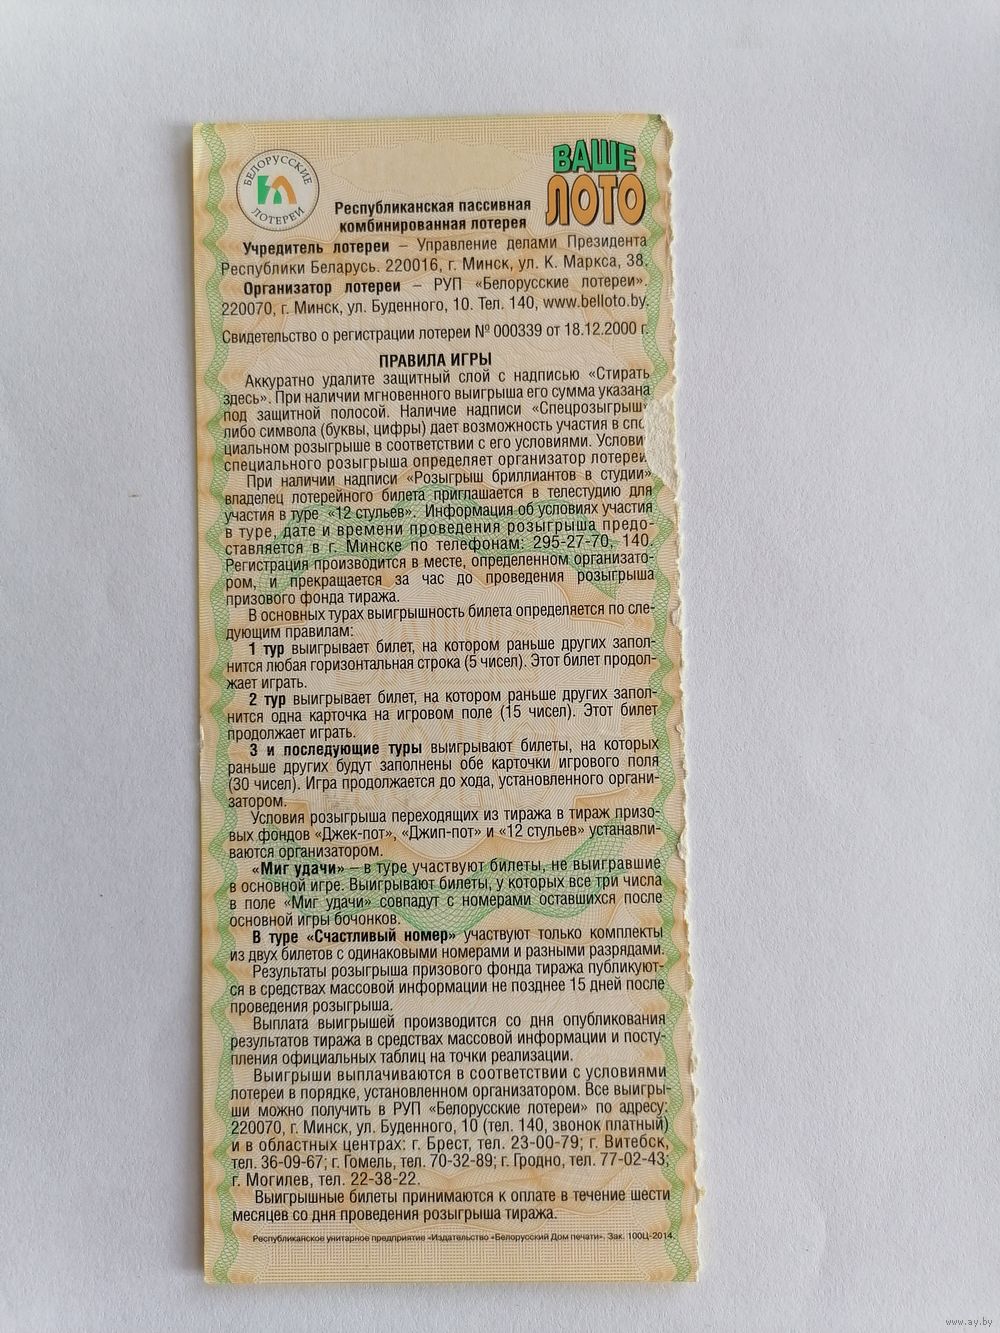 БЕЛОРУССКИЕ
ЛОТЕРЕИ
ВАШЕ
ЛОТО
Республиканская пассивная
комбинированная лотерея
Учредитель лотереи – Управление делами Президента
Республики Беларусь. 220016, г. Минск, ул. К. Маркса, 38.
Организатор лотереи – РУП «Белорусские лотереи».
220070, г. Минск, ул. Буденного, 10. Тел. 140, www.belloto.by.
Свидетельство о регистрации лотереи № 000339 от 18.12.2000 г.
ПРАВИЛА ИГРЫ
Аккуратно удалите защитный слой с надписью «Стирать
здесь». При наличии мгновенного выигрыша его сумма указана
под защитной полосой. Наличие надписи «Спецрозыгрыш»
либо символа (буквы, цифры) дает возможность участия в спе
циальном розыгрыше в соответствии с его условиями. Услови
специального розыгрыша определяет организатор лотереи
При наличии надписи «Розыгрыш бриллиантов в студии»
владелец лотерейного билета приглашается в телестудию для
участия в туре «12 стульев». Информация об условиях участия
в туре, дате и времени проведения розыгрыша предо-
ставляется в г. Минске по телефонам: 295-27-70, 140.
Регистрация производится в месте, определенном организато-
ром, и прекращается за час до проведения розыгрыша
призового фонда тиража.
В основных турах выигрышность билета определяется по сле-
дующим правилам:
1 тур выигрывает билет, на котором раньше других запол-
нится любая горизонтальная строка (5 чисел). Этот билет продол-
жает играть.
2 тур выигрывает билет, на котором раньше других запол-
нится одна карточка на игровом поле (15 чисел). Этот билет
продолжает играть.
3 и последующие туры выигрывают билеты, на которых
раньше других будут заполнены обе карточки игрового поля
(30 чисел). Игра продолжается до хода, установленного органи-
затором.
Условия розыгрыша переходящих из тиража в тираж призо-
вых фондов «Джек-пот», «Джип-пот» и «12 стульев» устанавли-
ваются организатором.
«Миг удачи» – в туре участвуют билеты, не выигравшие
в основной игре. Выигрывают билеты, у которых все три числа
в поле «Миг удачи» совпадут с номерами оставшихся после
основной игры бочонков.
В туре «Счастливый номер» участвуют только комплекты
из двух билетов с одинаковыми номерами и разными разрядами.
Результаты розыгрыша призового фонда тиража публикуют-
ся в средствах массовой информации не позднее 15 дней после
проведения розыгрыша.
Выплата выигрышей производится со дня опубликования
результатов тиража в средствах массовой информации и посту-
пления официальных таблиц на точки реализации.
Выигрыши выплачиваются в соответствии с условиями
лотереи в порядке, установленном организатором. Все выигры-
ши можно получить в РУП «Белорусские лотереи» по адресу:
220070, г. Минск, ул. Буденного, 10 (тел. 140, звонок платный)
и в областных центрах: г. Брест, тел. 23-00-79; г. Витебск,
тел. 36-09-67; г. Гомель, тел. 70-32-89; г. Гродно, тел. 77-02-43;
г. Могилев, тел. 22-38-22.
Выигрышные билеты принимаются к оплате в течение шести
месяцев со дня проведения розыгрыша тиража.
Республиканское унитарное предприятие «Издательство «Белорусский Дом печати». Зак. 100Ц-2014.
www.ay.by